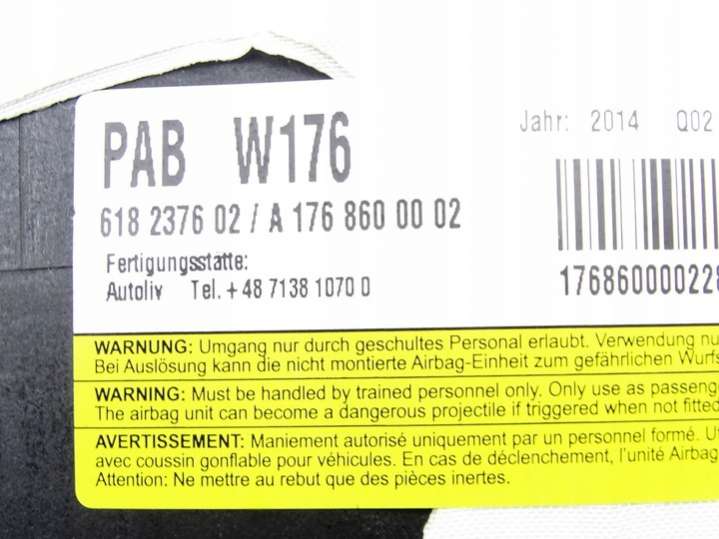 PAB W176
Jahr: 2014 Q02
618 2376 02 / A 176 860 00 02
Fertigungsstatte:
Autoliv Tel. + 48 7138 1070 0
1768600002
WARNUNG: Umgang nur durch geschultes Personal erlaubt. Verwendung
Bei Auslösung kann die nicht montierte Airbag-Einheit zum gefährlichen
WARNING: Must be handled by trained personnel only. Only use as
The airbag unit can become a dangerous projectile if triggered when not fitted
AVERTISSEMENT: Maniement autorisé uniquement par un personnel formé.
avec coussin gonflable pour véhicules. En cas de déclenchement, l'unité Airbag
Attention: Ne mettre au rebut que des pièces inertes.